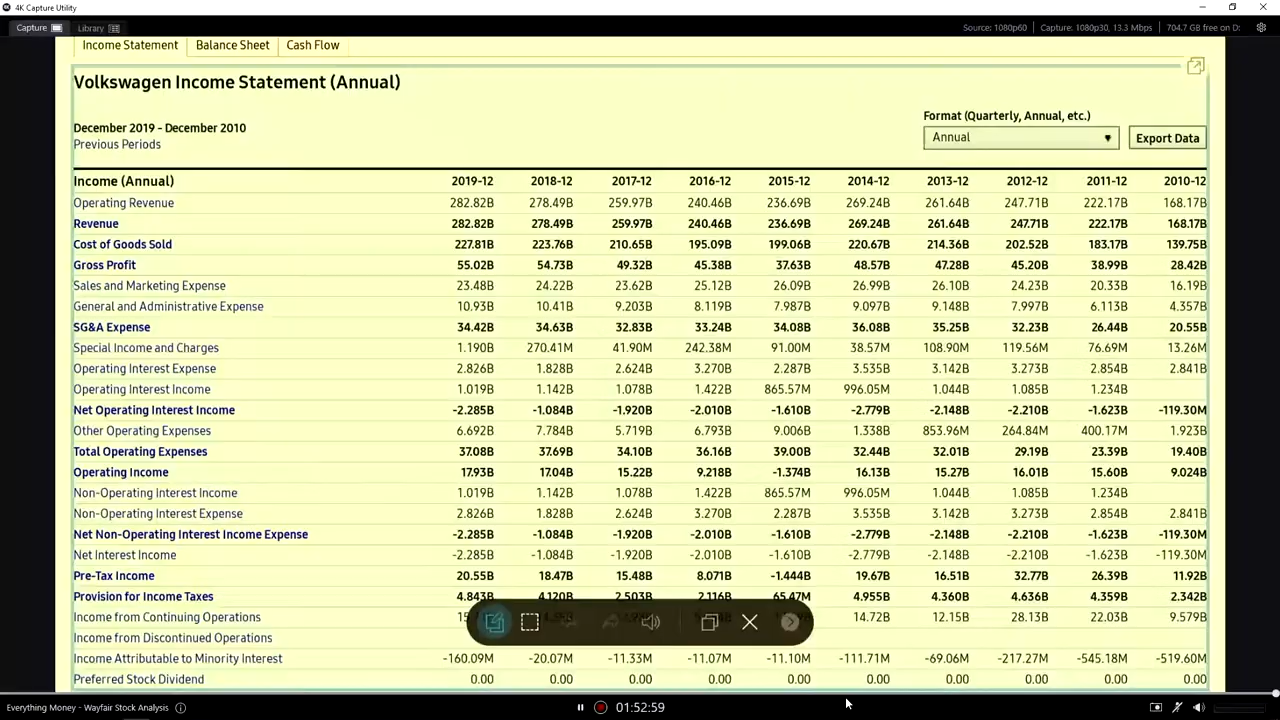 4K Capture Utility
Capture Library Source: 1080p60 Capture: 1080p30, 13.3 Mbps 704.7 GB free on D:
Income Statement Balance Sheet Cash Flow
Volkswagen Income Statement (Annual)
Format (Quarterly, Annual, etc.)
December 2019 - December 2010
Previous Periods
Annual Export Data
Income (Annual) 2019-12 2018-12 2017-12 2016-12 2015-12 2014-12 2013-12 2012-12 2011-12 2010-12
Operating Revenue 282.82B 278.49B 259.97B 240.46B 236.69B 269.24B 261.64B 247.71B 222.17B 168.17B
Revenue 282.82B 278.49B 259.97B 240.46B 236.69B 269.24B 261.64B 247.71B 222.17B 168.17B
Cost of Goods Sold 227.81B 223.76B 210.65B 195.09B 199.06B 220.67B 214.36B 202.52B 183.17B 139.75B
Gross Profit 55.02B 54.73B 49.32B 45.38B 37.63B 48.57B 47.28B 45.20B 38.99B 28.42B
Sales and Marketing Expense 23.48B 24.22B 23.62B 25.12B 26.09B 26.99B 26.10B 24.23B 20.33B 16.19B
General and Administrative Expense 10.93B 10.41B 9.203B 8.119B 7.987B 9.097B 9.148B 7.997B 6.113B 4.357B
SG&A Expense 34.42B 34.63B 32.83B 33.24B 34.08B 36.08B 35.25B 32.23B 26.44B 20.55B
Special Income and Charges 1.190B 270.41M 41.90M 242.38M 91.00M 38.57M 108.90M 119.56M 76.69M 13.26M
Operating Interest Expense 2.826B 1.828B 2.624B 3.270B 2.287B 3.535B 3.142B 3.273B 2.854B 2.841B
Operating Interest Income 1.019B 1.142B 1.078B 1.422B 865.57M 996.05M 1.044B 1.085B 1.234B
Net Operating Interest Income -2.285B -1.084B -1.920B -2.010B -1.610B -2.779B -2.148B -2.210B -1.623B -119.30M
Other Operating Expenses 6.692B 7.784B 5.719B 6.793B 9.006B 1.338B 853.96M 264.84M 400.17M 1.923B
Total Operating Expenses 37.08B 37.69B 34.10B 36.16B 39.00B 32.44B 32.01B 29.19B 23.39B 19.40B
Operating Income 17.93B 17.04B 15.22B 9.218B -1.374B 16.13B 15.27B 16.01B 15.60B 9.024B
Non-Operating Interest Income 1.019B 1.142B 1.078B 1.422B 865.57M 996.05M 1.044B 1.085B 1.234B
Non-Operating Interest Expense 2.826B 1.828B 2.624B 3.270B 2.287B 3.535B 3.142B 3.273B 2.854B 2.841B
Net Non-Operating Interest Income Expense -2.285B -1.084B -1.920B -2.010B -1.610B -2.779B -2.148B -2.210B -1.623B -119.30M
Net Interest Income -2.285B -1.084B -1.920B -2.010B -1.610B -2.779B -2.148B -2.210B -1.623B -119.30M
Pre-Tax Income 20.55B 18.47B 15.48B 8.071B -1.444B 19.67B 16.51B 32.77B 26.39B 11.92B
Provision for Income Taxes 4.843B 4.120B 2.503B 2.116B 65.47M 4.955B 4.360B 4.636B 4.359B 2.342B
Income from Continuing Operations 14.72B 12.15B 28.13B 22.03B 9.579B
Income from Discontinued Operations
Income Attributable to Minority Interest -160.09M -20.07M -11.33M -11.07M -11.10M -111.71M -69.06M -217.27M -545.18M -519.60M
Preferred Stock Dividend 0.00 0.00 0.00 0.00 0.00 0.00 0.00 0.00 0.00 0.00
Everything Money - Wayfair Stock Analysis 01:52:59